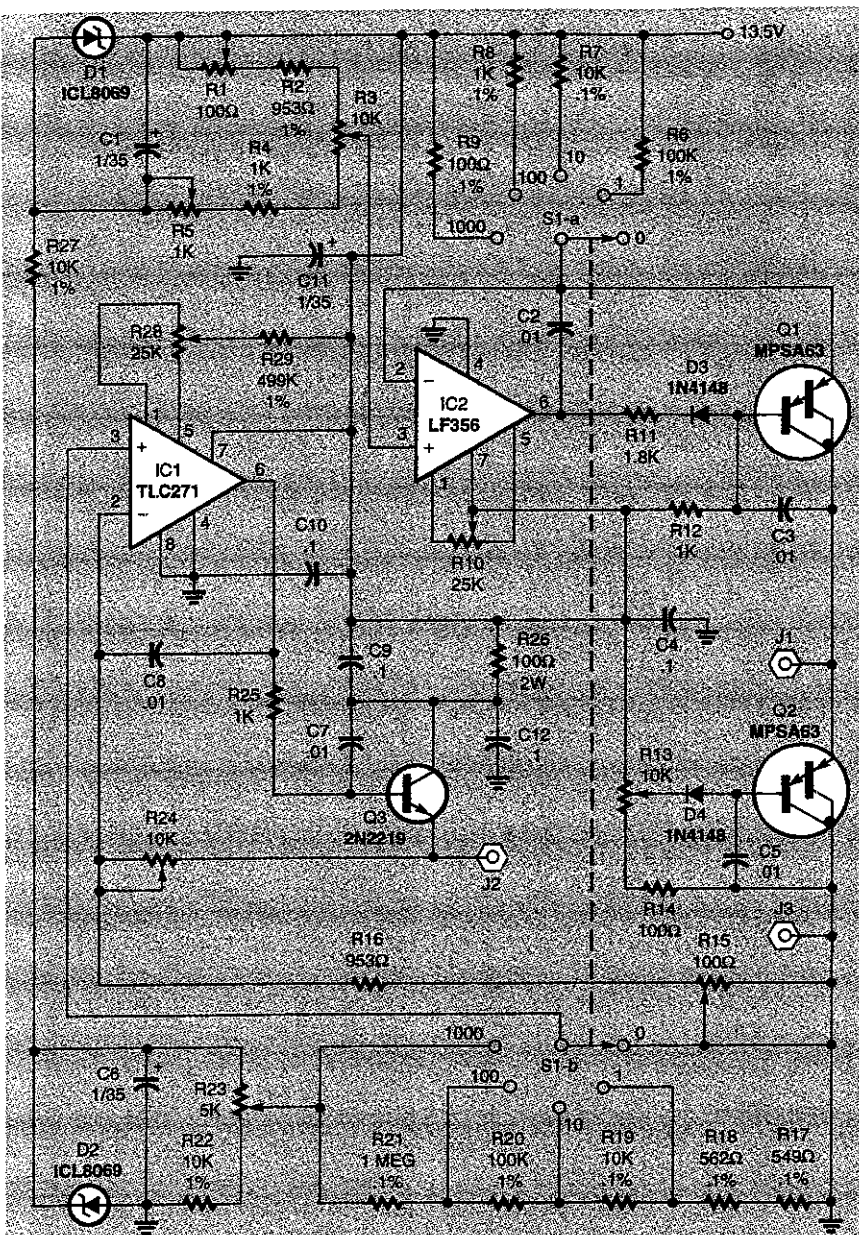 13.5V
D1
ICL8069
R1
100Ω
R2
953Ω
1%
R3
10K
C1
1/35
+
R4
1K
1%
R5
1K
R8
1K
.1%
R7
10K
.1%
R9
100Ω
.1%
R6
100K
.1%
100
10
1
1000
S1-a
0
R27
10K
1%
C11
1/35
+
R28
25K
R29
499K
1%
C2
.01
Q1
MPSA63
D3
1N4148
2
−
4
IC2
LF356
6
3
+
7
5
1
R11
1.8K
R10
25K
R12
1K
C3
.01
3
+
1
5
7
IC1
TLC271
6
2
−
4
8
C10
.1
C8
.01
R25
1K
C9
.1
R26
100Ω
2W
C4
.1
J1
C7
.01
C12
.1
Q2
MPSA63
R13
10K
D4
1N4148
Q3
2N2219
J2
R24
10K
C5
.01
R14
100Ω
J3
R16
953Ω
R15
100Ω
1000
S1-b
0
100
1
10
C6
1/35
+
R23
5K
R22
10K
1%
D2
ICL8069
R21
1 MEG
.1%
R20
100K
.1%
R19
10K
.1%
R18
562Ω
.1%
R17
549Ω
.1%